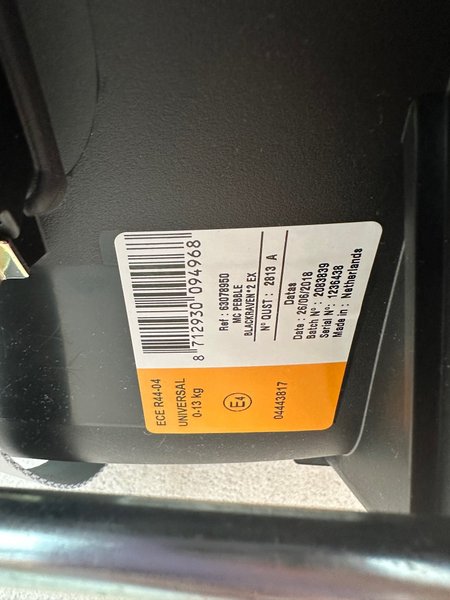 8 712930 094968
Ref: 63078950
MC PEBBLE
BLACKRAVEN*2 EX
N° QUST: 2813 A
Datas
Date: 26/06/2018
Batch N°: 2083839
Serial N°: 1236438
Made in: Netherlands
ECE R44-04
UNIVERSAL
0-13 kg
E4
04443817